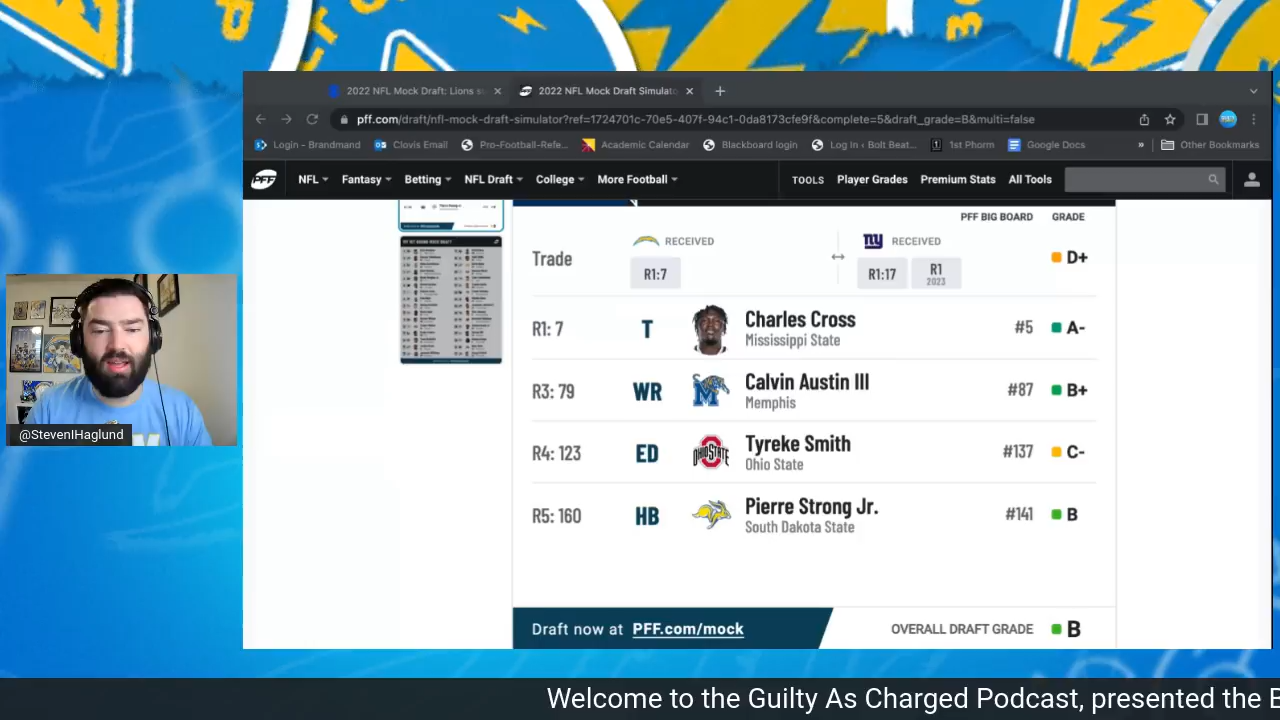 2022 NFL Mock Draft: Lions st
2022 NFL Mock Draft Simulato
pff.com/draft/nfl-mock-draft-simulator?ref=1724701c-70e5-407f-94c1-0da8173cfe9f&complete=5&draft_grade=B&multi=false
Login - Brandmand
Clovis Email
Pro-Football-Refe...
Academic Calendar
Blackboard login
Log In ‹ Bolt Beat...
1st Phorm
Google Docs
»
Other Bookmarks
PFF
NFL
Fantasy
Betting
NFL Draft
College
More Football
TOOLS
Player Grades
Premium Stats
All Tools
PFF BIG BOARD GRADE
Trade
RECEIVED
R1:7
NY RECEIVED
R1:17
R1
2023
D+
R1: 7 T Charles Cross #5 A-
Mississippi State
R3: 79 WR Calvin Austin III #87 B+
Memphis
R4: 123 ED OHIO STATE Tyreke Smith #137 C-
Ohio State
R5: 160 HB Pierre Strong Jr. #141 B
South Dakota State
Draft now at PFF.com/mock
OVERALL DRAFT GRADE B
@StevenIHaglund
Welcome to the Guilty As Charged Podcast, presented the B